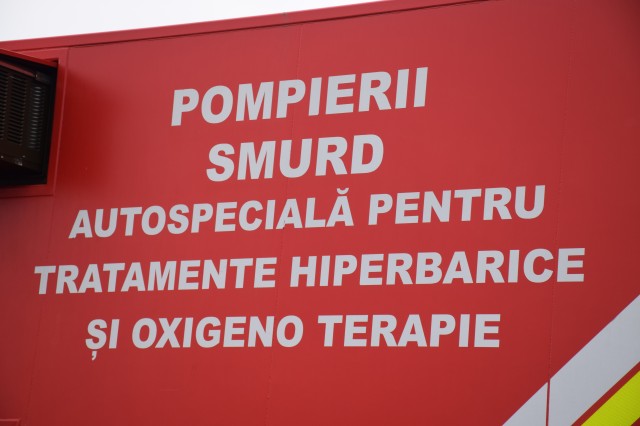 POMPIERII
SMURD
AUTOSPECIALĂ PENTRU
TRATAMENTE HIPERBARICE
ȘI OXIGENO TERAPIE